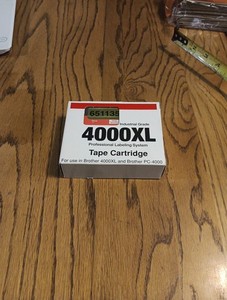 651135
Industrial Grade
4000XL
Professional Labeling System
Tape Cartridge
For use in Brother 4000XL and Brother PC-4000